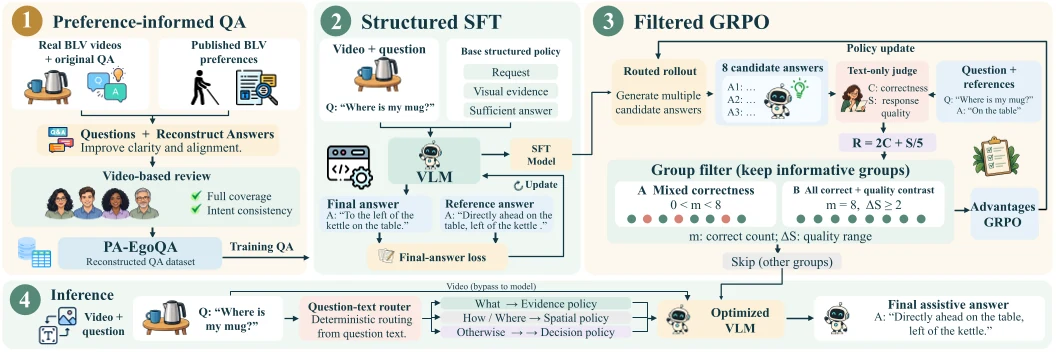 1 Preference-informed QA
Real BLV videos
+ original QA
Published BLV
preferences
A
Q&A
Questions + Reconstruct Answers
Improve clarity and alignment.
Video-based review
Full coverage
Intent consistency
PA-EgoQA
Reconstructed QA dataset
Training QA
2 Structured SFT
Video + question
Q: “Where is my mug?”
Base structured policy
Request
Visual evidence
Sufficient answer
VLM
SFT
Model
Update
Final answer
A: “To the left of the
kettle on the table.”
Reference answer
A: “Directly ahead on the
table, left of the kettle .”
Final-answer loss
3 Filtered GRPO
Policy update
Routed rollout
Generate multiple
candidate answers
8 candidate answers
A1: ...
A2: ...
A3: ...
Text-only judge
C: correctness
S: response
quality
Question +
references
Q: “Where is my mug?”
A: “On the table”
R = 2C + S/5
Group filter (keep informative groups)
A Mixed correctness
0 < m < 8
B All correct + quality contrast
m = 8, ΔS ≥ 2
m: correct count; ΔS: quality range
Advantages
GRPO
Skip (other groups)
4 Inference
Video +
question
T
Q: “Where is
my mug?”
Video (bypass to model)
Question-text router
Deterministic routing
from question text.
What → Evidence policy
How / Where → Spatial policy
Otherwise → → Decision policy
Optimized
VLM
Final assistive answer
A: “Directly ahead on the table,
left of the kettle.”